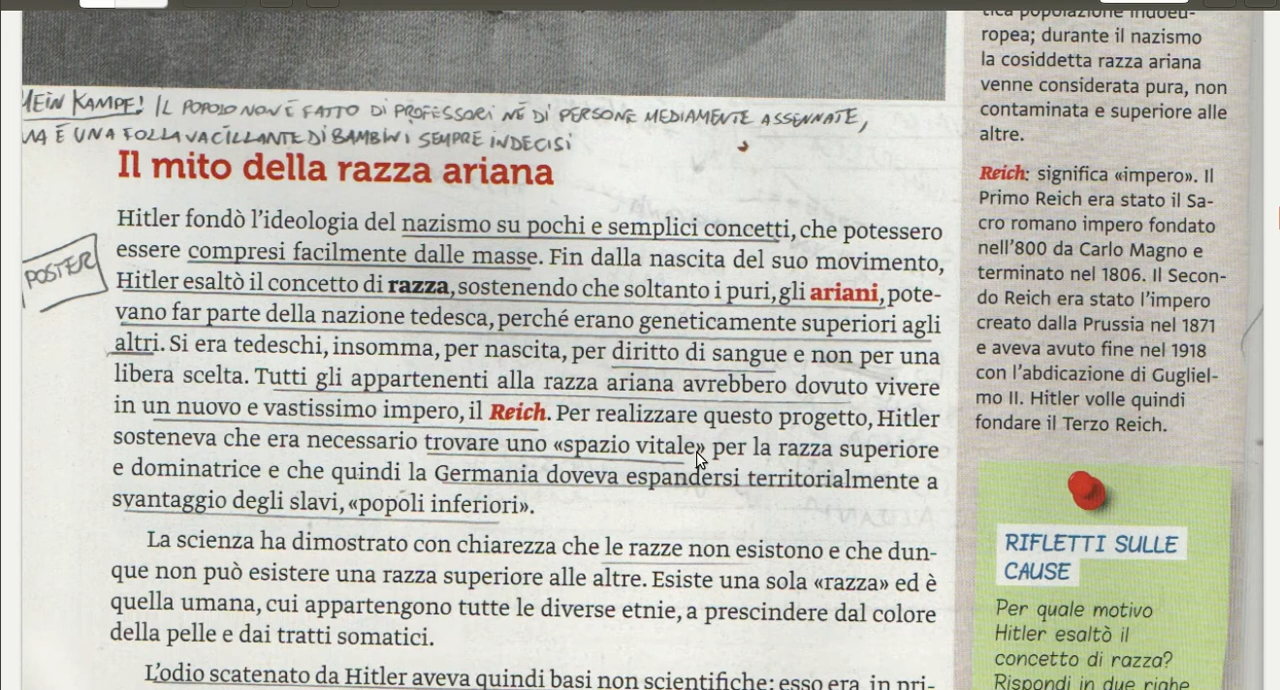 MEIN KAMPF! IL POPOLO NON È FATTO DI PROFESSORI NÉ DI PERSONE MEDIAMENTE ASSENNATE,
MA È UNA FOLLA VACILLANTE DI BAMBINI SEMPRE INDECISI
Il mito della razza ariana
POSTER
Hitler fondò l'ideologia del nazismo su pochi e semplici concetti, che potessero
essere compresi facilmente dalle masse. Fin dalla nascita del suo movimento,
Hitler esaltò il concetto di razza, sostenendo che soltanto i puri, gli ariani, pote-
vano far parte della nazione tedesca, perché erano geneticamente superiori agli
altri. Si era tedeschi, insomma, per nascita, per diritto di sangue e non per una
libera scelta. Tutti gli appartenenti alla razza ariana avrebbero dovuto vivere
in un nuovo e vastissimo impero, il Reich. Per realizzare questo progetto, Hitler
sosteneva che era necessario trovare uno «spazio vitale» per la razza superiore
e dominatrice e che quindi la Germania doveva espandersi territorialmente a
svantaggio degli slavi, «popoli inferiori».
La scienza ha dimostrato con chiarezza che le razze non esistono e che dun-
que non può esistere una razza superiore alle altre. Esiste una sola «razza» ed è
quella umana, cui appartengono tutte le diverse etnie, a prescindere dal colore
della pelle e dai tratti somatici.
L'odio scatenato da Hitler aveva quindi basi non scientifiche: esso era, in pri-
tica popolazione indoeu-
ropea; durante il nazismo
la cosiddetta razza ariana
venne considerata pura, non
contaminata e superiore alle
altre.
Reich: significa «impero». Il
Primo Reich era stato il Sa-
cro romano impero fondato
nell'800 da Carlo Magno e
terminato nel 1806. Il Secon-
do Reich era stato l'impero
creato dalla Prussia nel 1871
e aveva avuto fine nel 1918
con l'abdicazione di Gugliel-
mo II. Hitler volle quindi
fondare il Terzo Reich.
RIFLETTI SULLE
CAUSE
Per quale motivo
Hitler esaltò il
concetto di razza?
Rispondi in due righe